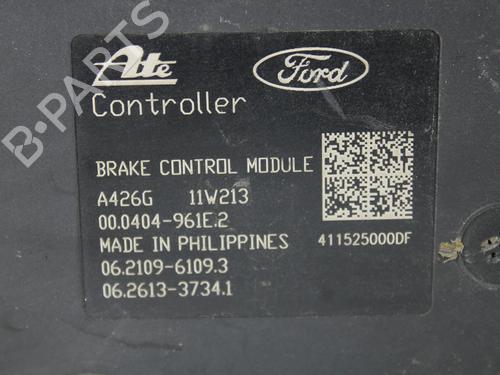 Ate Ford
Controller
BRAKE CONTROL MODULE
A426G 11W213
00.0404-961E.2
MADE IN PHILIPPINES 411525000DF
06.2109-6109.3
06.2613-3734.1
B-PARTS